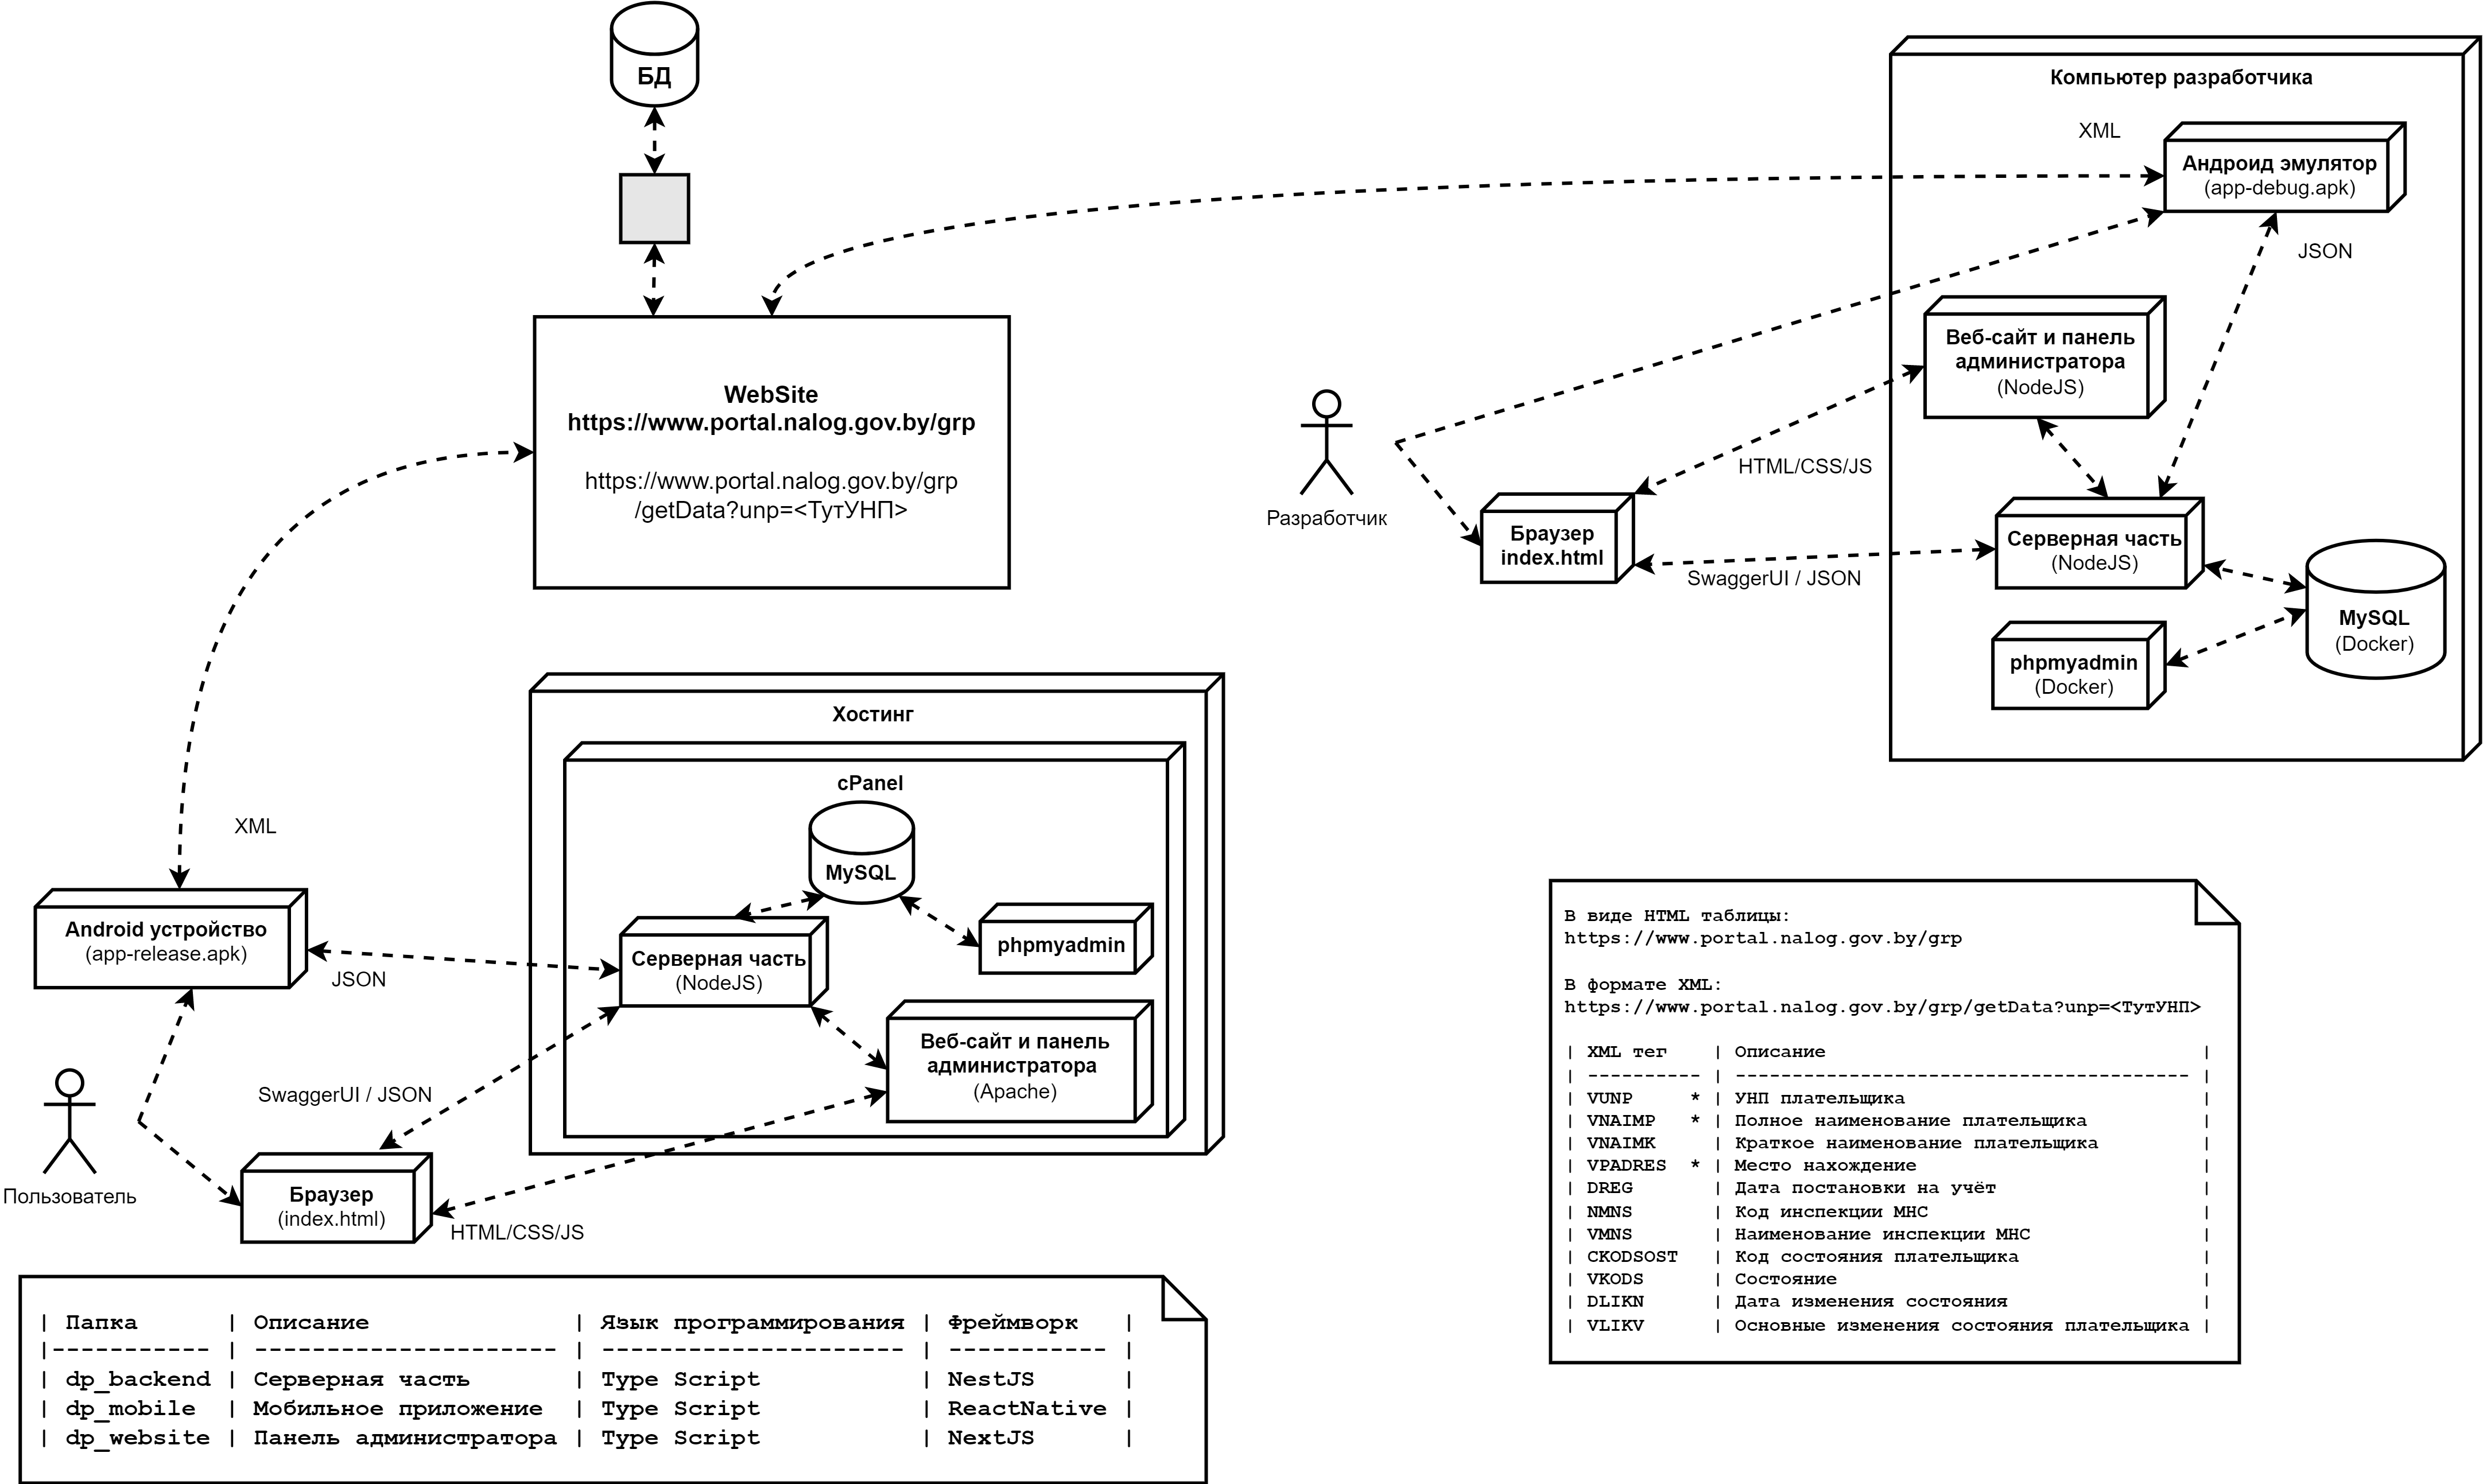 БД
WebSite
https://www.portal.nalog.gov.by/grp
https://www.portal.nalog.gov.by/grp
/getData?unp=<ТутУНП>
Компьютер разработчика
XML
Андроид эмулятор
(app-debug.apk)
JSON
Веб-сайт и панель
администратора
(NodeJS)
HTML/CSS/JS
Разработчик
Браузер
index.html
SwaggerUI / JSON
Серверная часть
(NodeJS)
MySQL
(Docker)
phpmyadmin
(Docker)
Хостинг
cPanel
MySQL
phpmyadmin
Серверная часть
(NodeJS)
Веб-сайт и панель
администратора
(Apache)
XML
Android устройство
(app-release.apk)
JSON
SwaggerUI / JSON
Пользователь
Браузер
(index.html)
HTML/CSS/JS
В виде HTML таблицы:
https://www.portal.nalog.gov.by/grp
В формате XML:
https://www.portal.nalog.gov.by/grp/getData?unp=<ТутУНП>
| XML тег    | Описание                                 |
| ---------- | ---------------------------------------- |
| VUNP     * | УНП плательщика                          |
| VNAIMP   * | Полное наименование плательщика          |
| VNAIMK     | Краткое наименование плательщика         |
| VPADRES  * | Место нахождение                         |
| DREG       | Дата постановки на учёт                  |
| NMNS       | Код инспекции МНС                        |
| VMNS       | Наименование инспекции МНС               |
| CKODSOST   | Код состояния плательщика                |
| VKODS      | Состояние                                |
| DLIKN      | Дата изменения состояния                 |
| VLIKV      | Основные изменения состояния плательщика |
| Папка      | Описание              | Язык программирования | Фреймворк   |
|----------- | --------------------- | --------------------- | ----------- |
| dp_backend | Серверная часть       | Type Script           | NestJS      |
| dp_mobile  | Мобильное приложение  | Type Script           | ReactNative |
| dp_website | Панель администратора | Type Script           | NextJS      |